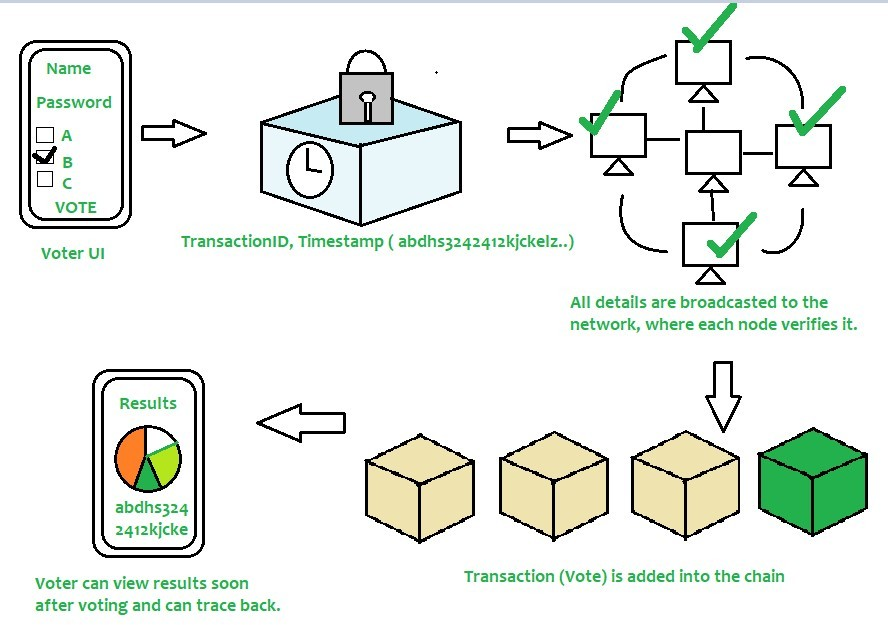 Name
Password
A
B
C
VOTE
Voter UI
TransactionID, Timestamp ( abdhs3242412kjckelz..)
All details are broadcasted to the
network, where each node verifies it.
Results
abdhs324
2412kjcke
Voter can view results soon
after voting and can trace back.
Transaction (Vote) is added into the chain